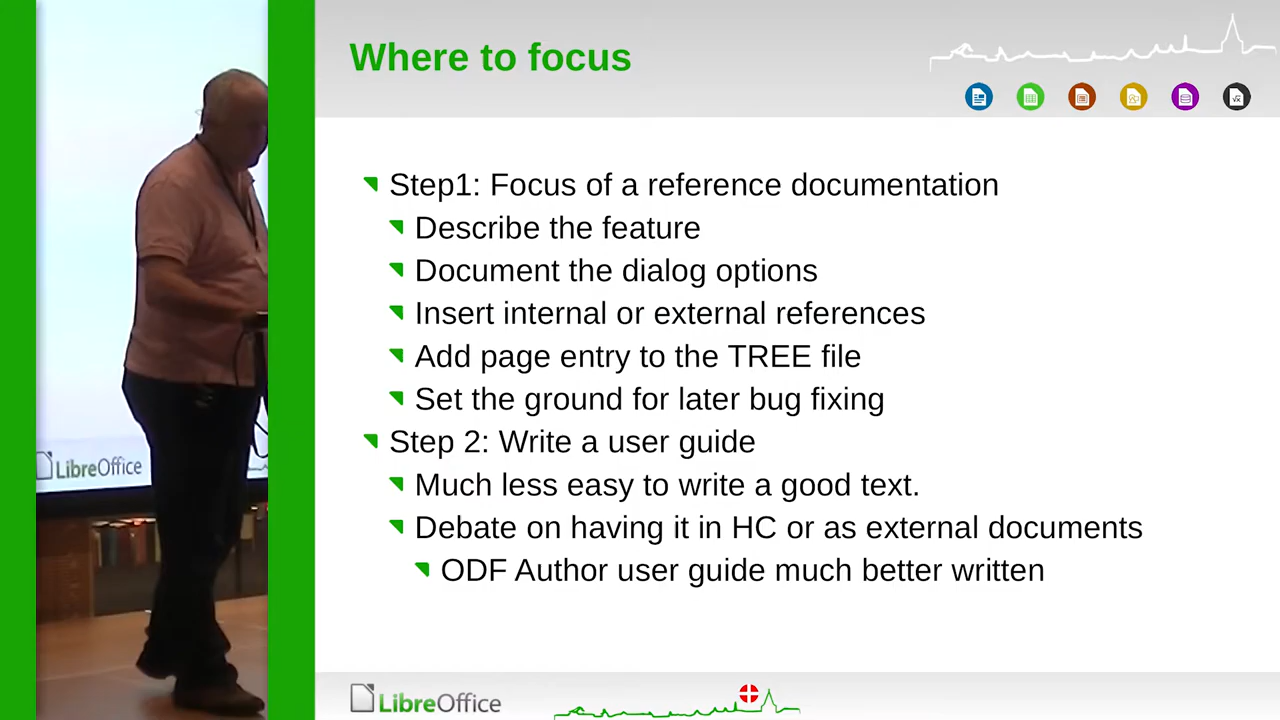 Where to focus
Step1: Focus of a reference documentation
Describe the feature
Document the dialog options
Insert internal or external references
Add page entry to the TREE file
Set the ground for later bug fixing
Step 2: Write a user guide
Much less easy to write a good text.
Debate on having it in HC or as external documents
ODF Author user guide much better written
LibreOffice
LibreOffice